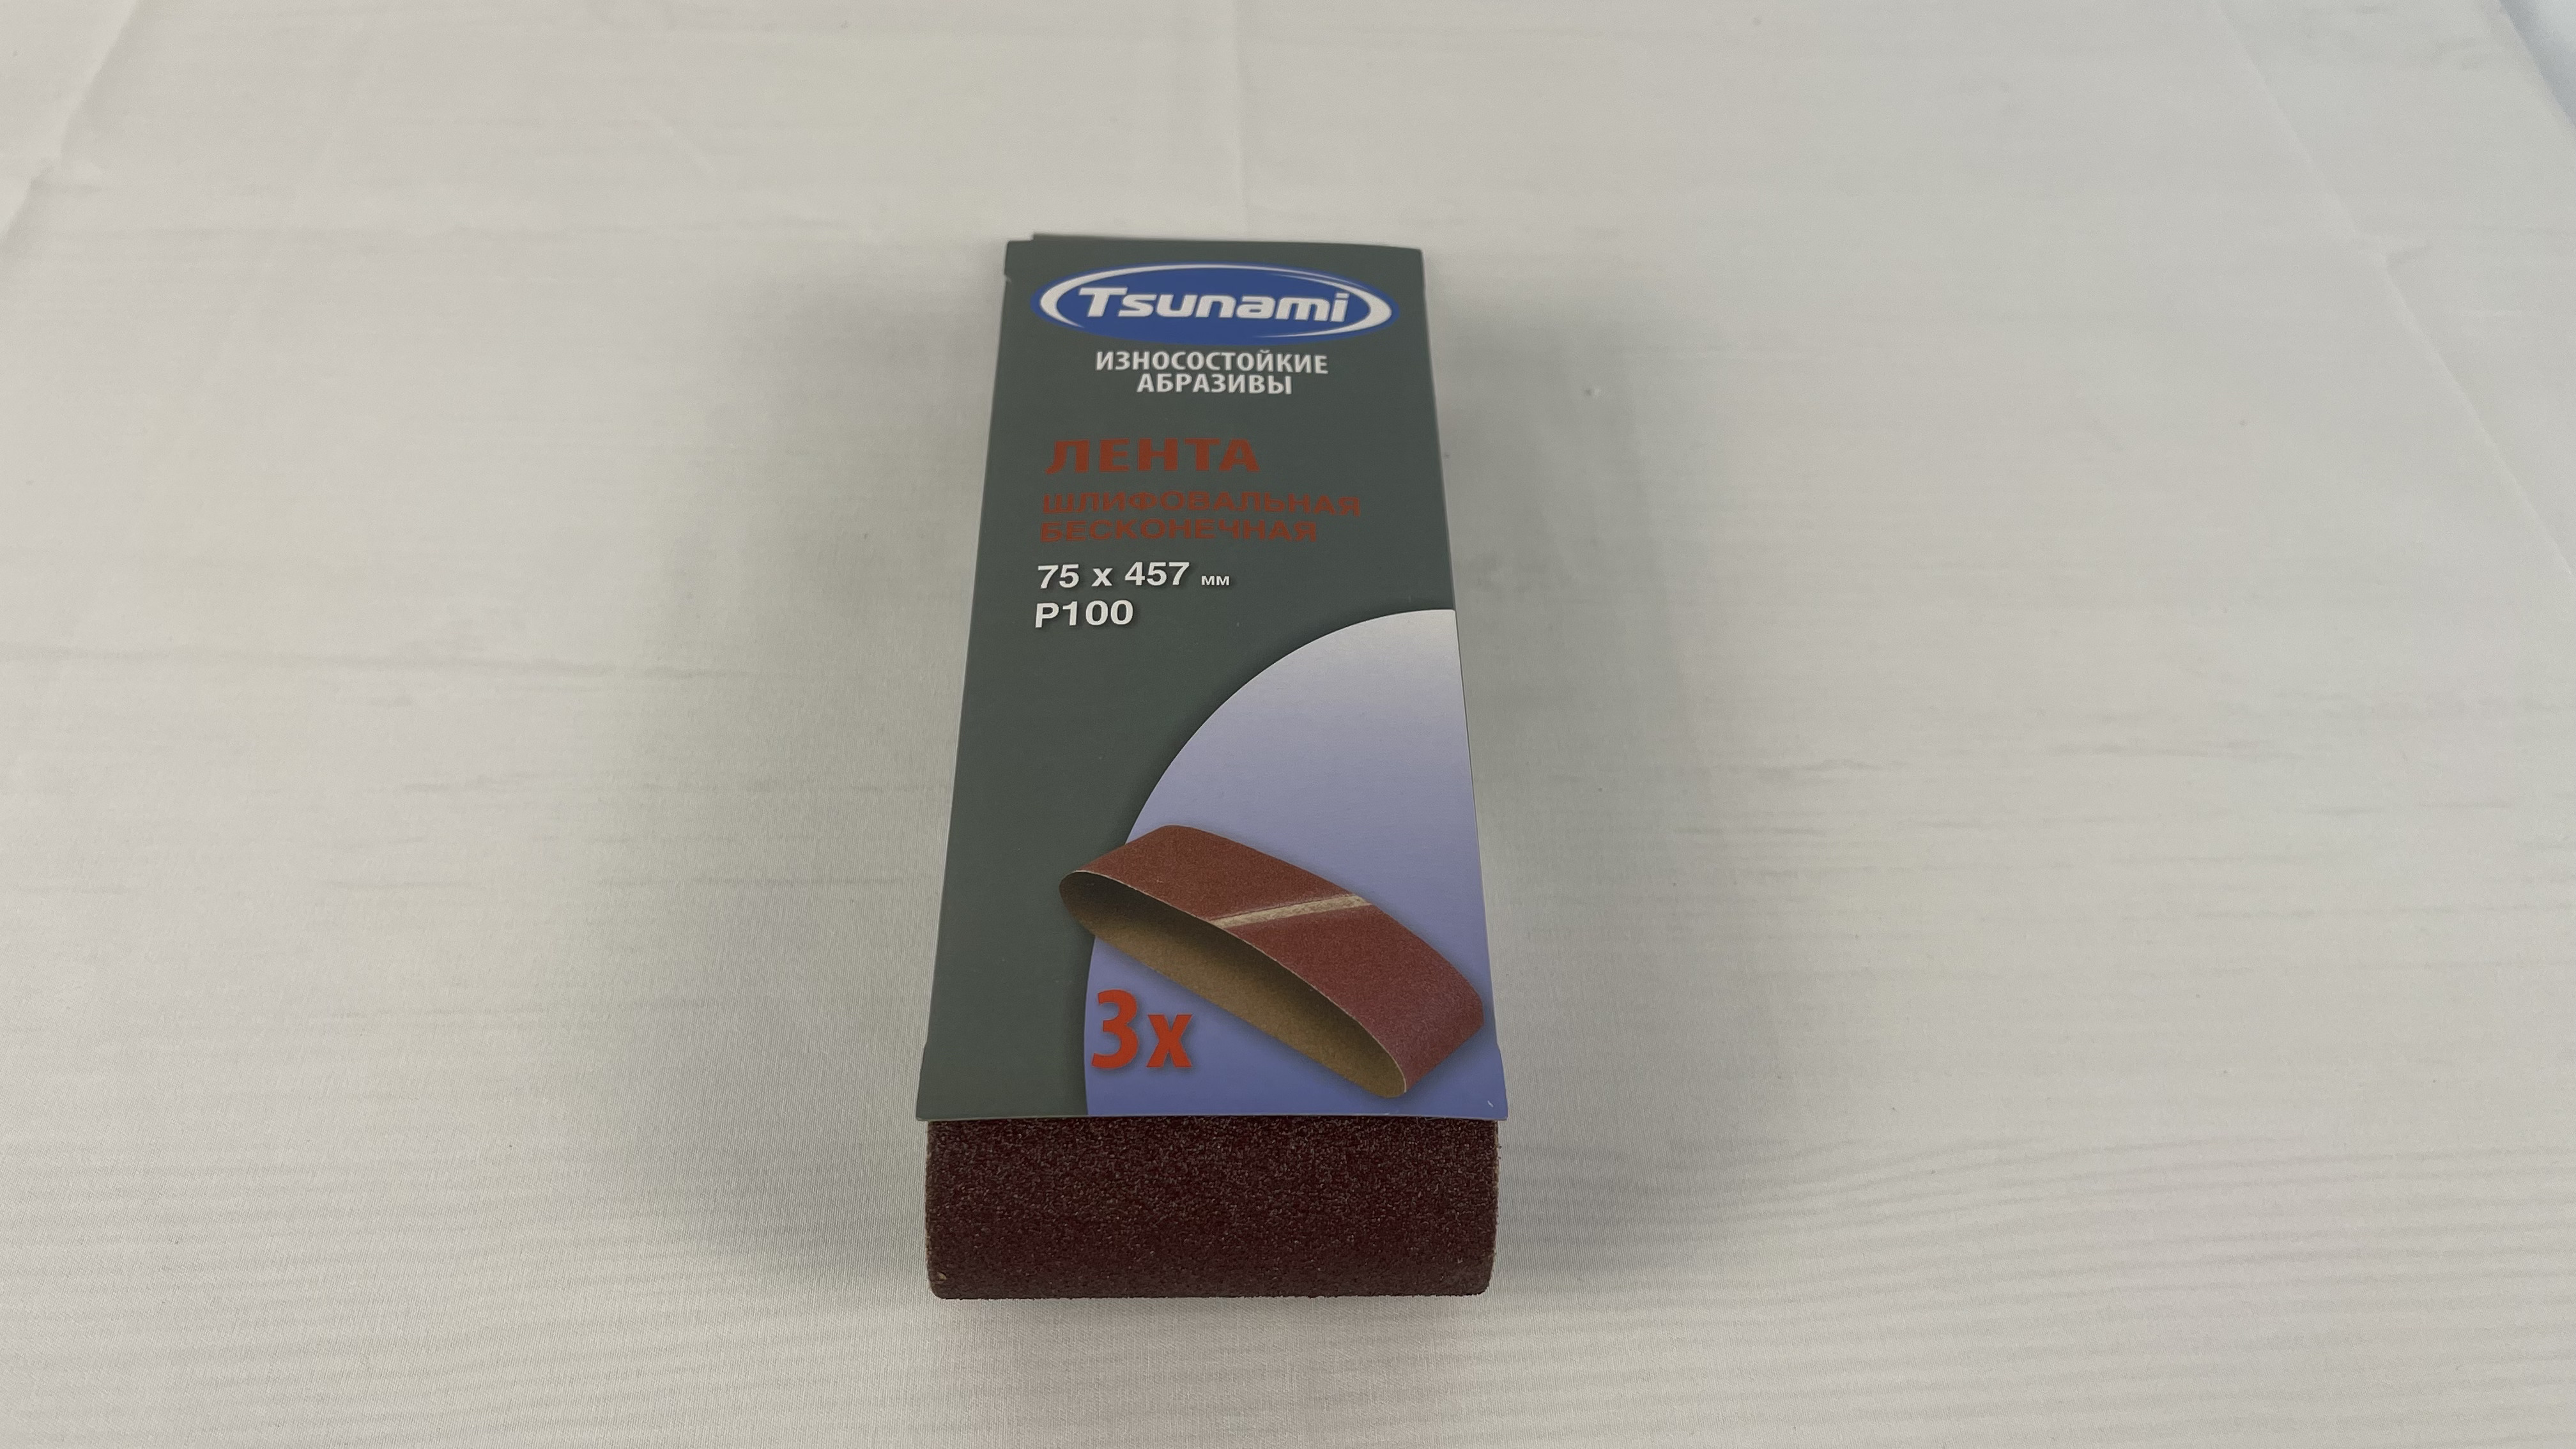 Tsunami
ИЗНОСОСТОЙКИЕ
АБРАЗИВЫ
ЛЕНТА
ШЛИФОВАЛЬНАЯ
БЕСКОНЕЧНАЯ
75 x 457 мм
P100
3x